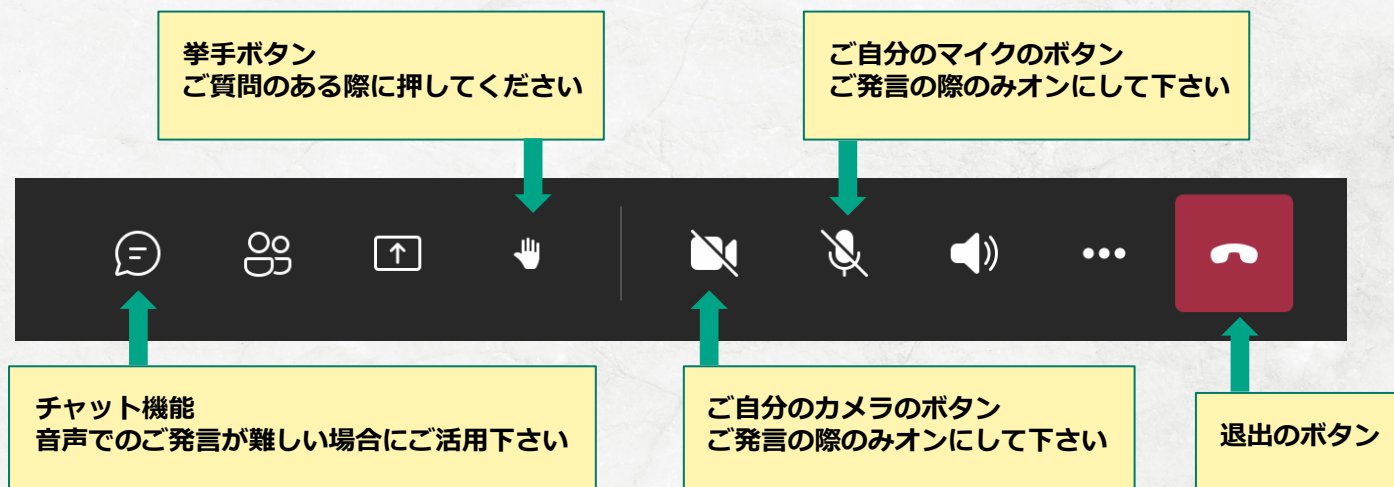 挙手ボタン
ご質問のある際に押してください
ご自分のマイクのボタン
ご発言の際のみオンにして下さい
チャット機能
音声でのご発言が難しい場合にご活用下さい
ご自分のカメラのボタン
ご発言の際のみオンにして下さい
退出のボタン